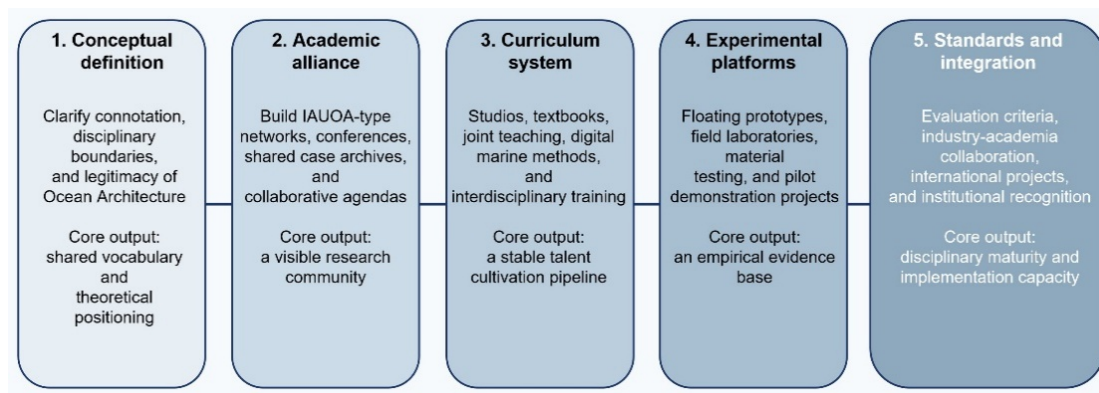 1. Conceptual
definition
Clarify connotation,
disciplinary
boundaries,
and legitimacy of
Ocean Architecture
Core output:
shared vocabulary
and
theoretical
positioning
2. Academic
alliance
Build IAUOA-type
networks, conferences,
shared case archives,
and
collaborative agendas
Core output:
a visible research
community
3. Curriculum
system
Studios, textbooks,
joint teaching, digital
marine methods,
and
interdisciplinary training
Core output:
a stable talent
cultivation pipeline
4. Experimental
platforms
Floating prototypes,
field laboratories,
material
testing, and pilot
demonstration projects
Core output:
an empirical evidence
base
5. Standards and
integration
Evaluation criteria,
industry-academia
collaboration,
international projects,
and institutional recognition
Core output:
disciplinary maturity and
implementation capacity